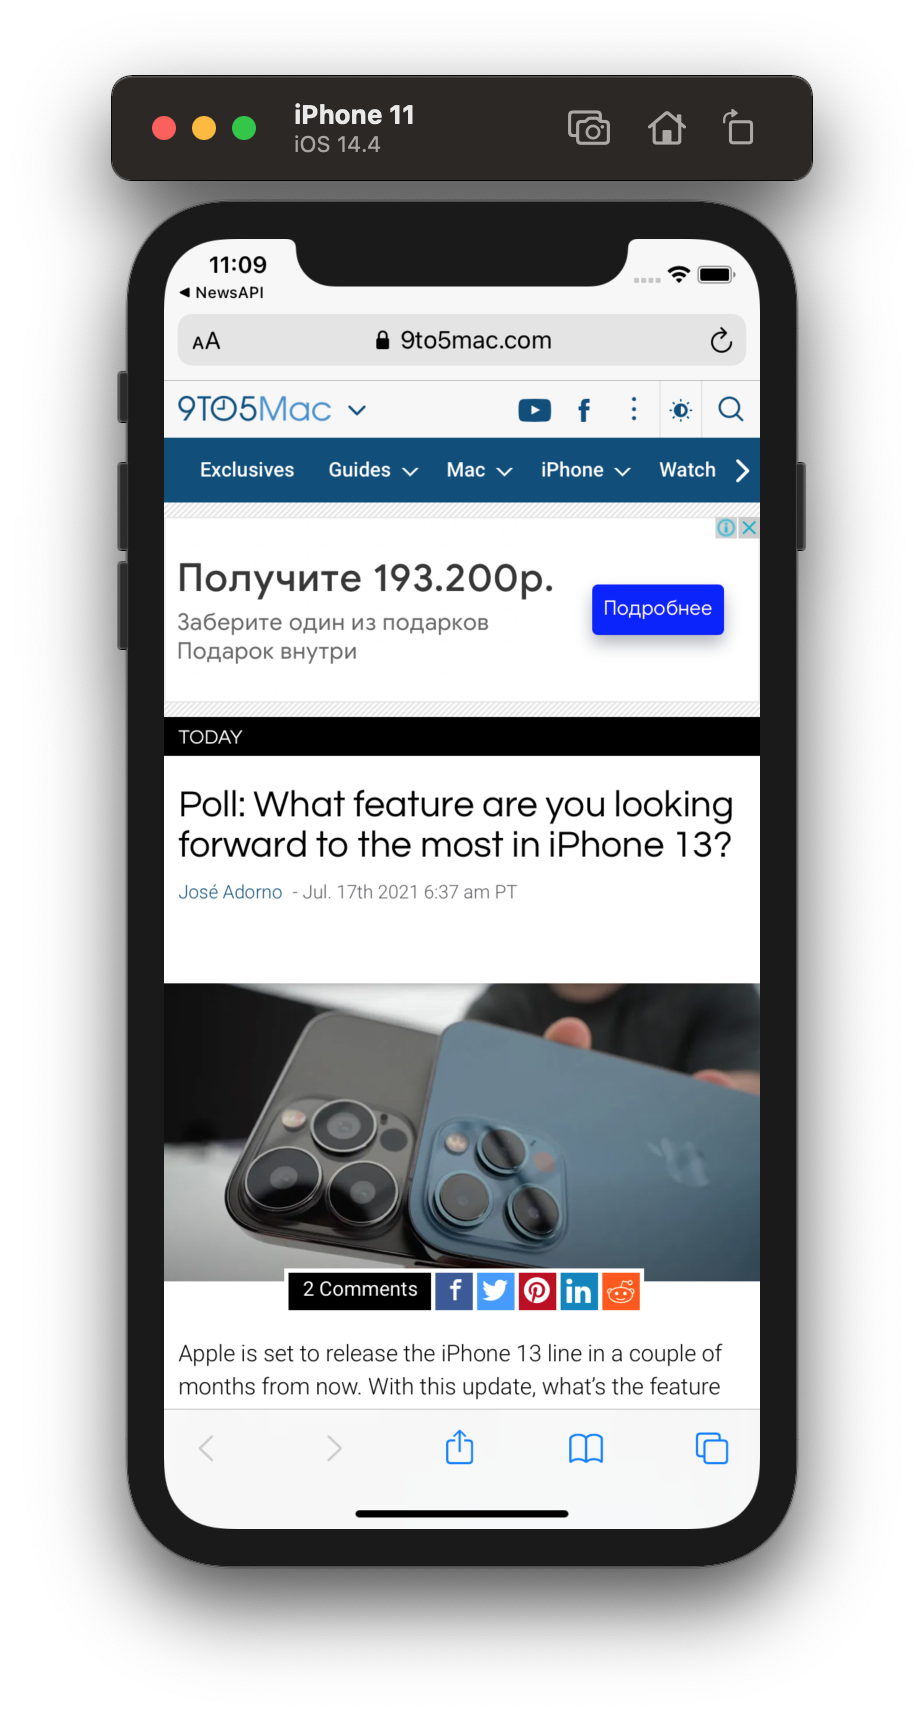 iPhone 11
iOS 14.4
11:09
◀ NewsAPI
AA
9to5mac.com
9TO5Mac
Exclusives
Guides
Mac
iPhone
Watch
Получите 193.200р.
Заберите один из подарков
Подарок внутри
Подробнее
TODAY
Poll: What feature are you looking
forward to the most in iPhone 13?
José Adorno - Jul. 17th 2021 6:37 am PT
2 Comments
Apple is set to release the iPhone 13 line in a couple of
months from now. With this update, what’s the feature